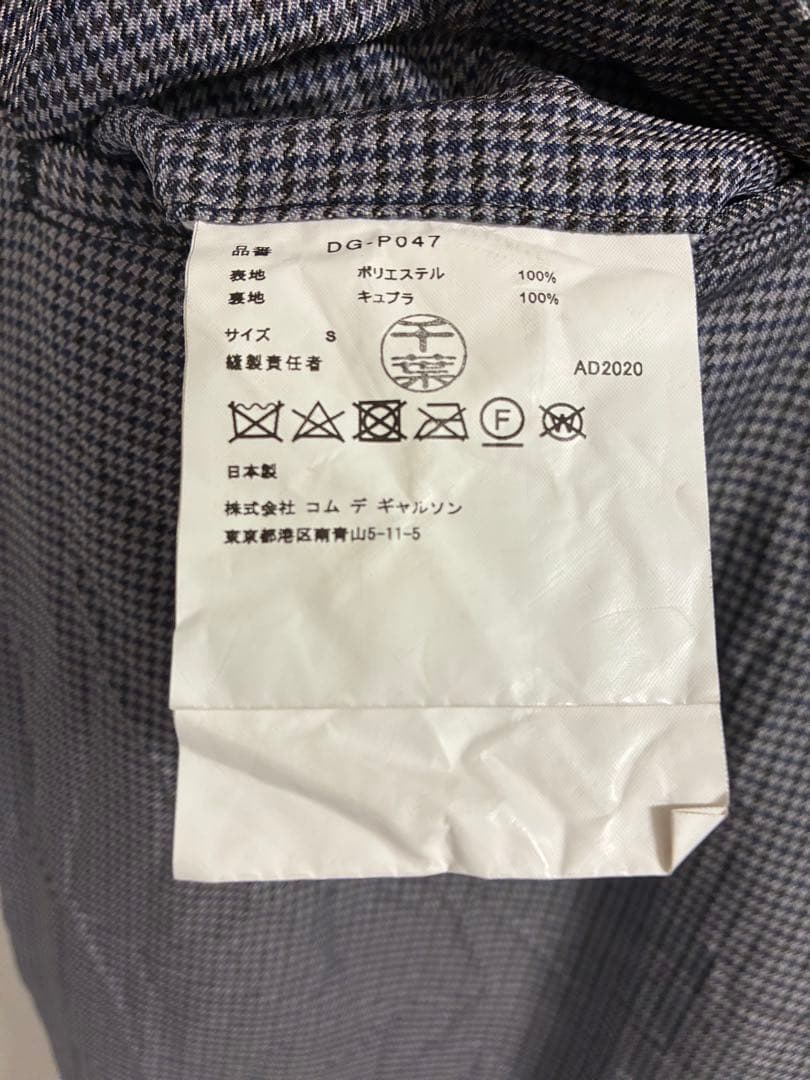 品番 DG-P047
表地 ポリエステル 100%
裏地 キュプラ 100%
サイズ S
千葉
縫製責任者 AD2020
F W
日本製
株式会社 コム デ ギャルソン
東京都港区南青山5-11-5